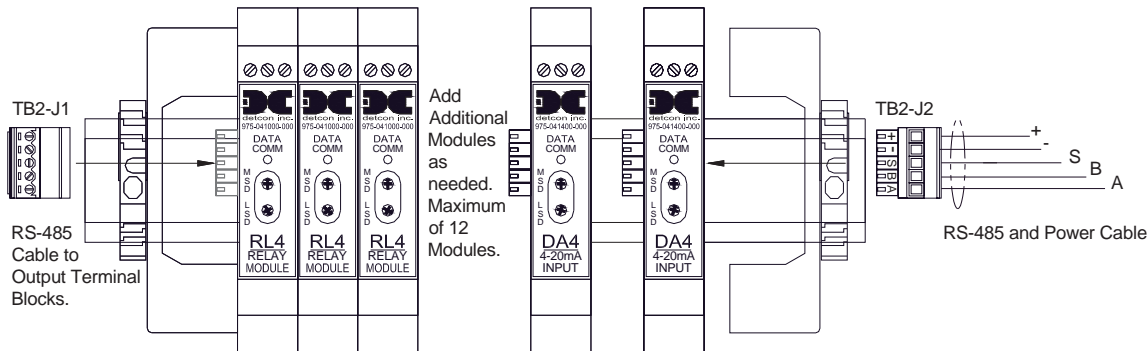 TB2-J1
RS-485
Cable to
Output Terminal
Blocks.
detcon inc.
975-041000-000
DATA
COMM
MSD
LSD
RL4
RELAY
MODULE
detcon inc.
975-041000-000
DATA
COMM
MSD
LSD
RL4
RELAY
MODULE
detcon inc.
975-041000-000
DATA
COMM
MSD
LSD
RL4
RELAY
MODULE
Add
Additional
Modules
as
needed.
Maximum
of 12
Modules.
detcon inc.
975-041400-000
DATA
COMM
MSD
LSD
DA4
4-20mA
INPUT
detcon inc.
975-041400-000
DATA
COMM
MSD
LSD
DA4
4-20mA
INPUT
TB2-J2
+
-
S
B
A
+
-
S
B
A
RS-485 and Power Cable